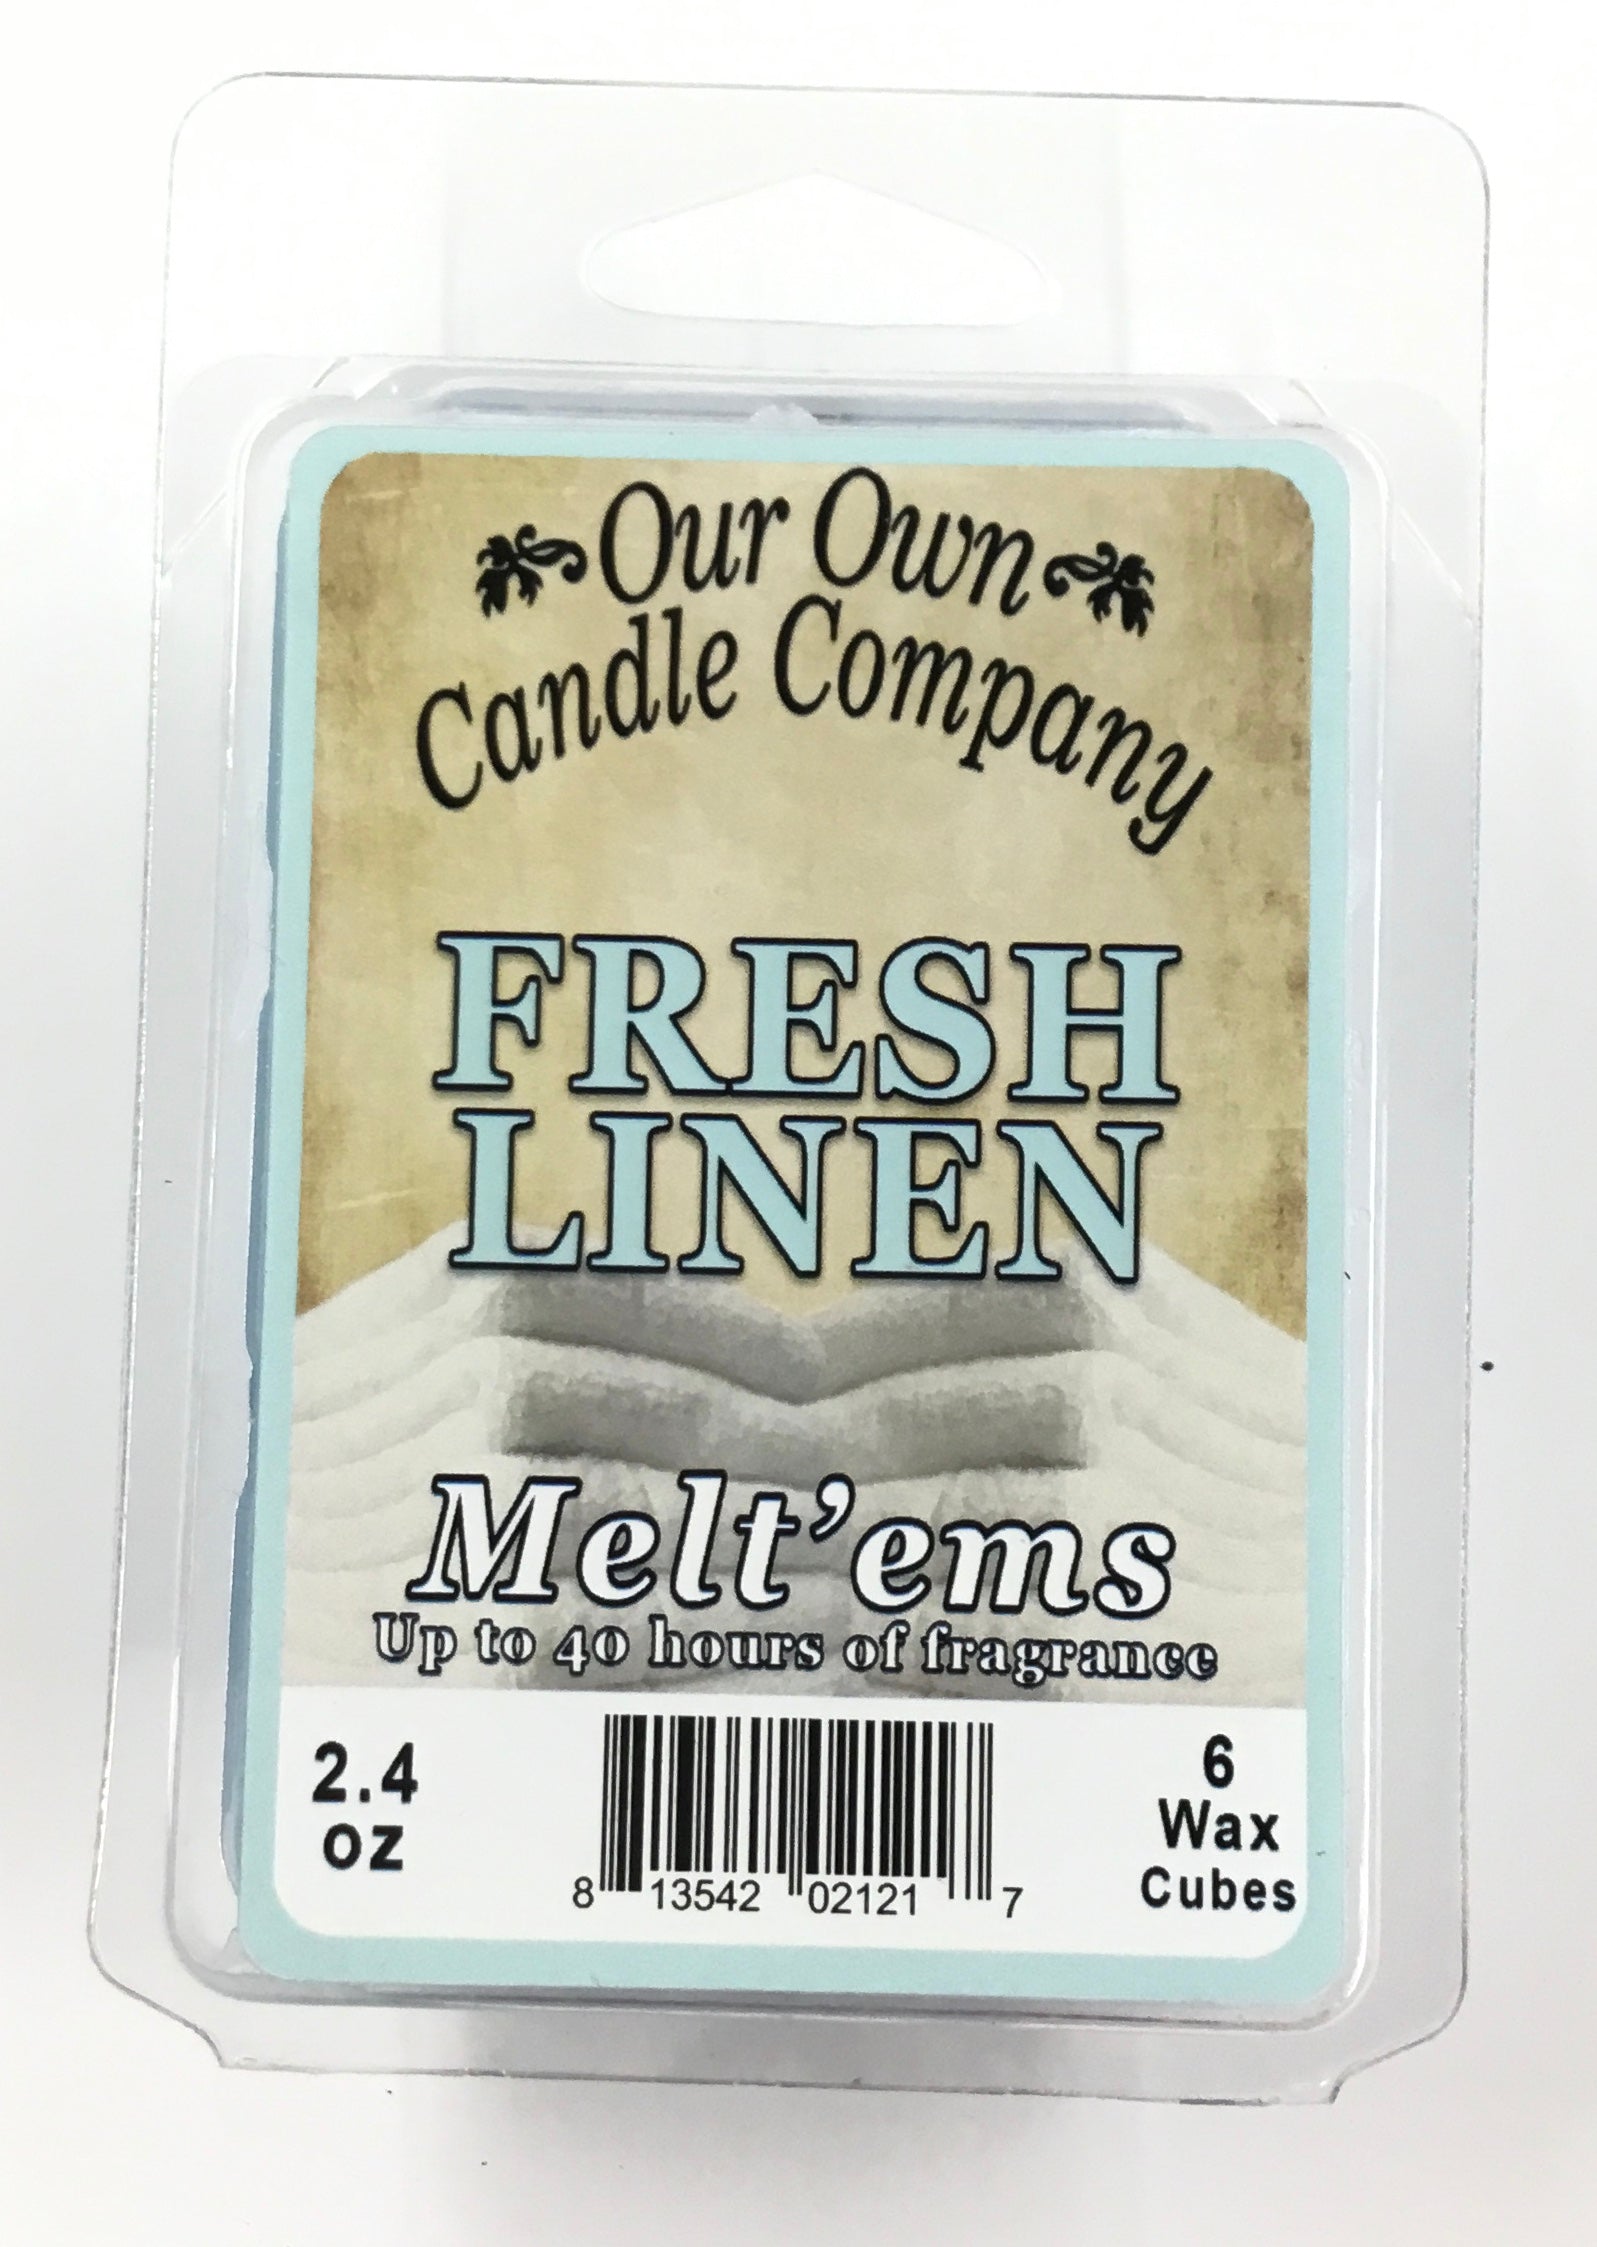 Our Own
Candle Company
FRESH
LINEN
Melt'ems
Up to 40 hours of fragrance
2.4
oz
6
Wax
Cubes
8 13542 02121 7